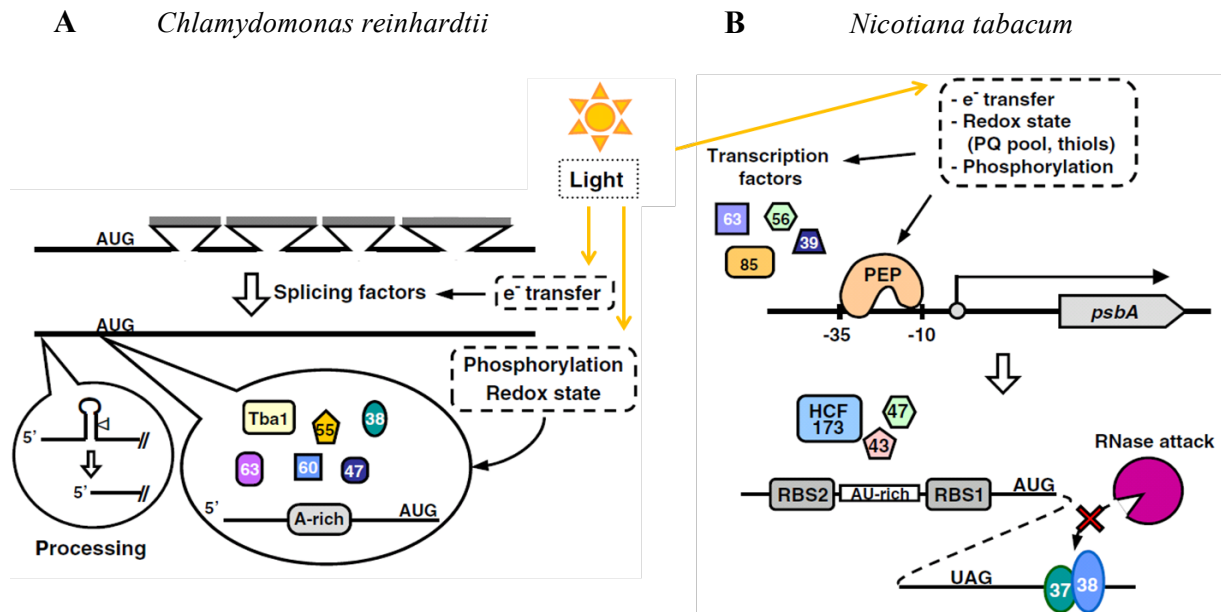 A Chlamydomonas reinhardtii
Light
AUG
Splicing factors
e- transfer
AUG
Phosphorylation
Redox state
5’
5’
Processing
Tba1
55
38
63
60
47
5’
A-rich
AUG
B Nicotiana tabacum
- e- transfer
- Redox state
(PQ pool, thiols)
- Phosphorylation
Transcription
factors
63
56
39
85
PEP
-35
-10
psbA
HCF
173
47
43
RNase attack
RBS2
AU-rich
RBS1
AUG
UAG
37
38